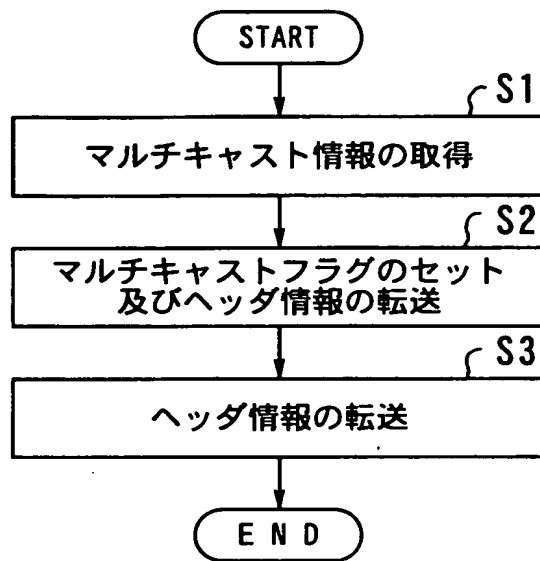 START
S1
マルチキャスト情報の取得
S2
マルチキャストフラグのセット
及びヘッダ情報の転送
S3
ヘッダ情報の転送
END